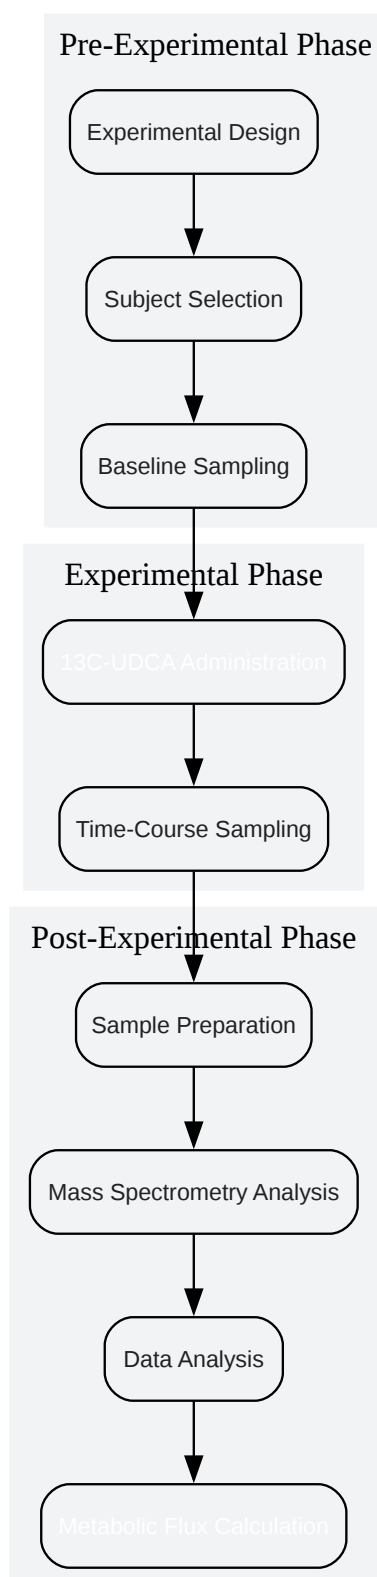 Pre-Experimental Phase
Experimental Design
Subject Selection
Baseline Sampling
Experimental Phase
13C-UDCA Administration
Time-Course Sampling
Post-Experimental Phase
Sample Preparation
Mass Spectrometry Analysis
Data Analysis
Metabolic Flux Calculation